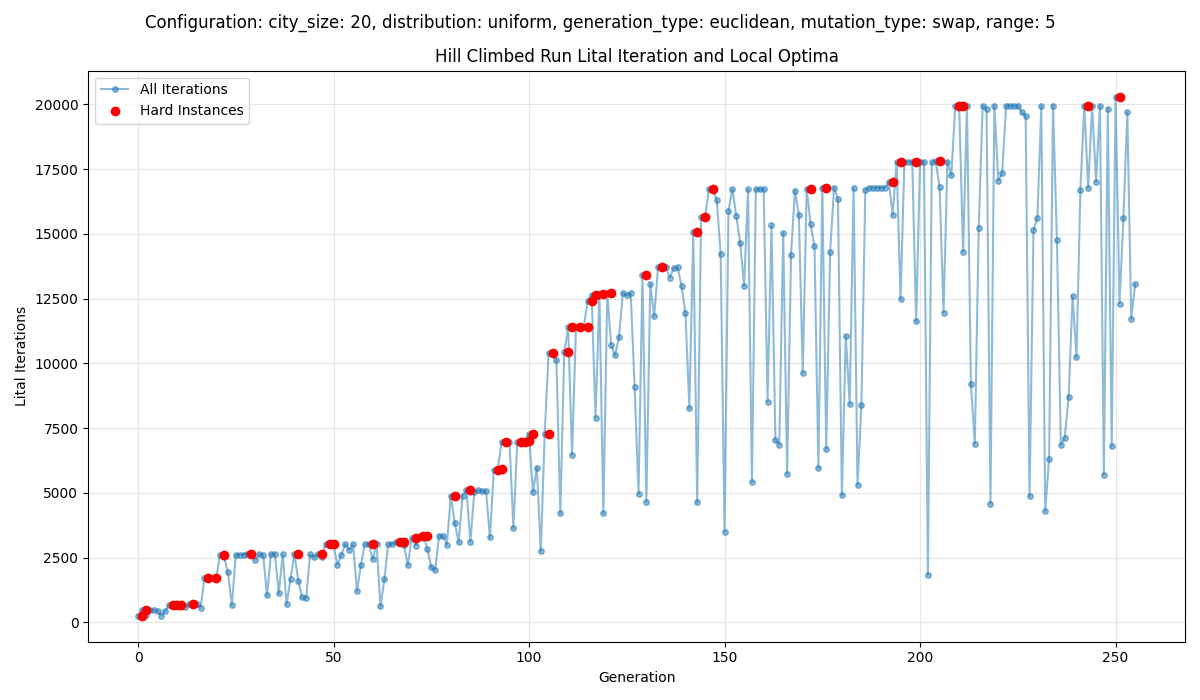 Configuration: city_size: 20, distribution: uniform, generation_type: euclidean, mutation_type: swap, range: 5
Hill Climbed Run Lital Iteration and Local Optima
All Iterations
Hard Instances
20000
17500
15000
12500
10000
7500
5000
2500
0
Lital Iterations
0 50 100 150 200 250
Generation